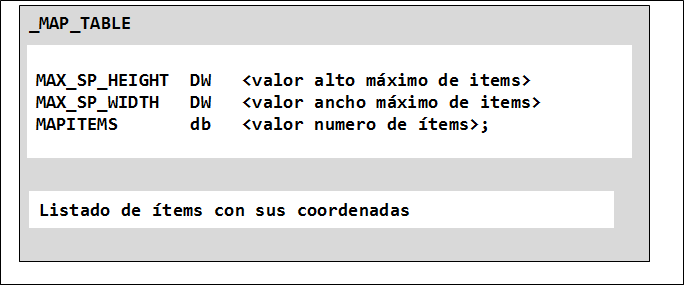 _MAP_TABLE
MAX_SP_HEIGHT DW <valor alto máximo de items>
MAX_SP_WIDTH DW <valor ancho máximo de items>
MAPITEMS db <valor numero de ítems>;
Listado de ítems con sus coordenadas